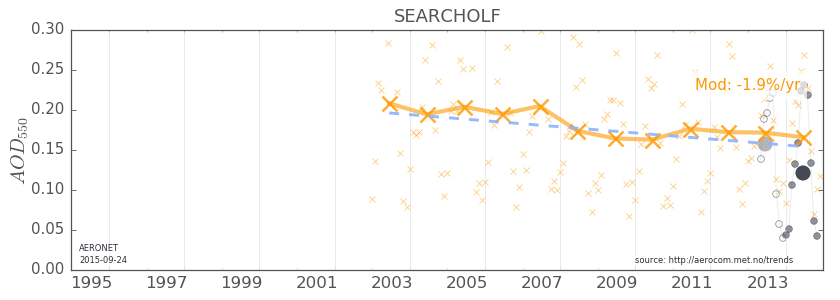 SEARCHOLF
0.30
0.25
0.20
0.15
0.10
0.05
0.00
AOD550
Mod: -1.9%/yr
AERONET
2015-09-24
source: http://aerocom.met.no/trends
1995 1997 1999 2001 2003 2005 2007 2009 2011 2013